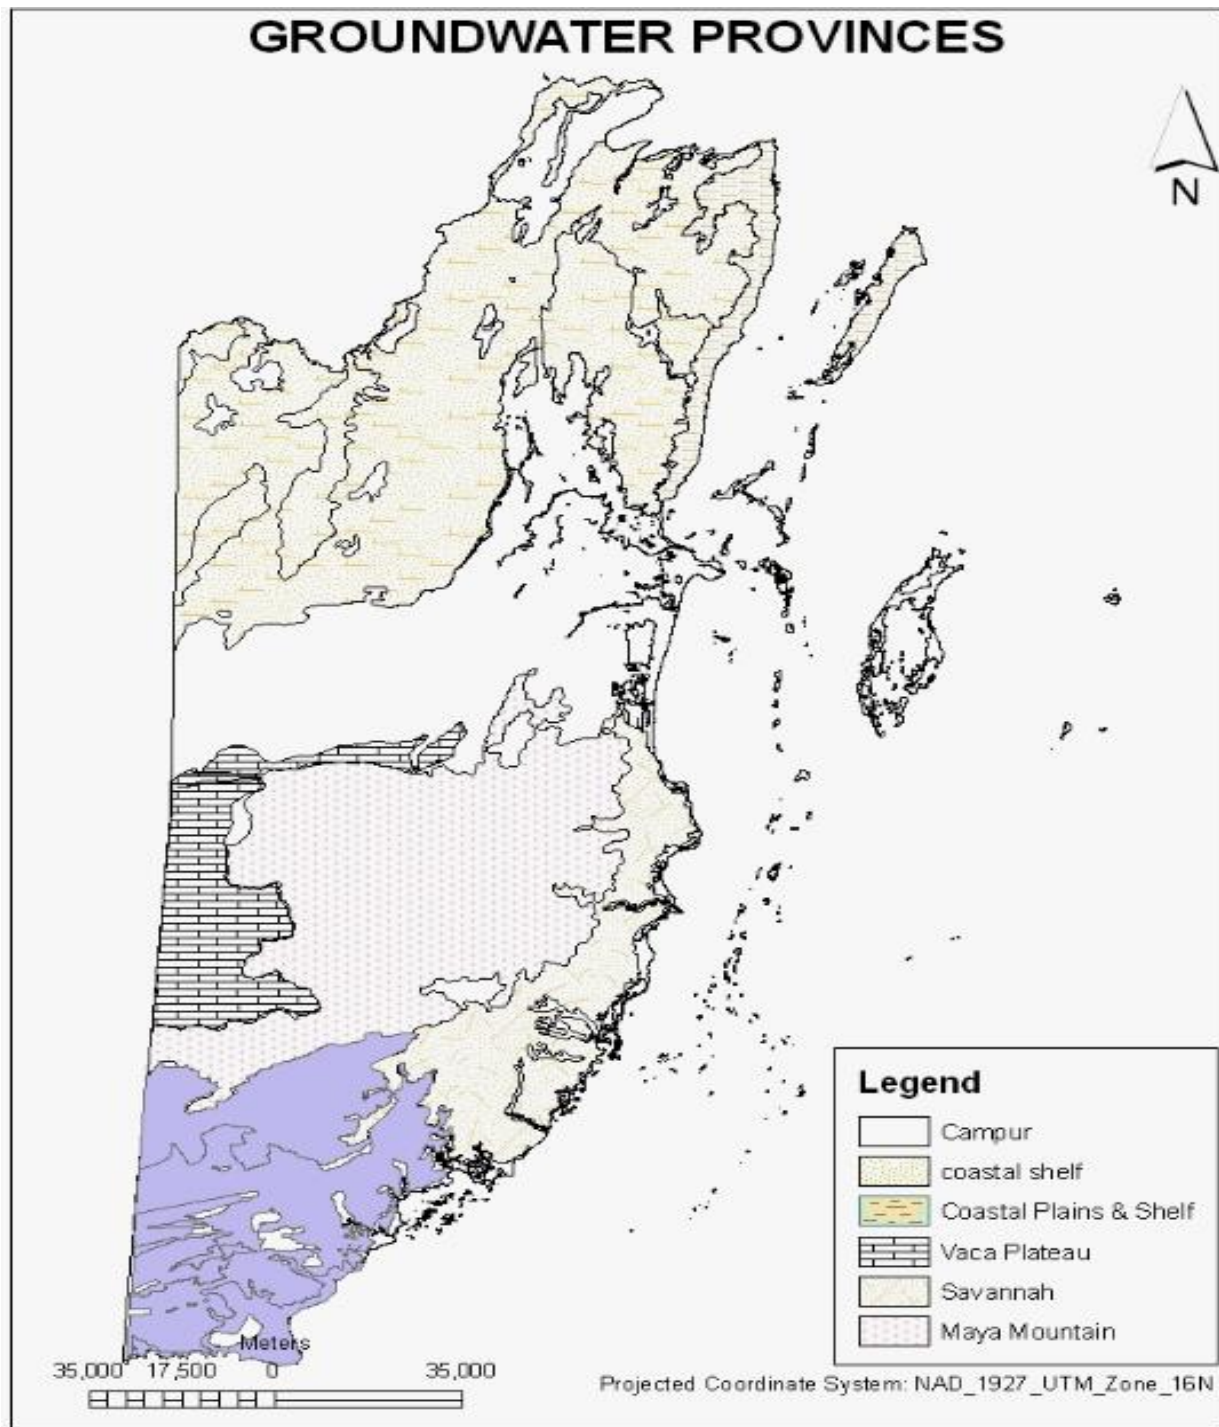 GROUNDWATER PROVINCES
N
Legend
Campur
coastal shelf
Coastal Plains & Shelf
Vaca Plateau
Savannah
Maya Mountain
Meters
35,000 17,500 0 35,000
Projected Coordinate System: NAD_1927_UTM_Zone_16N